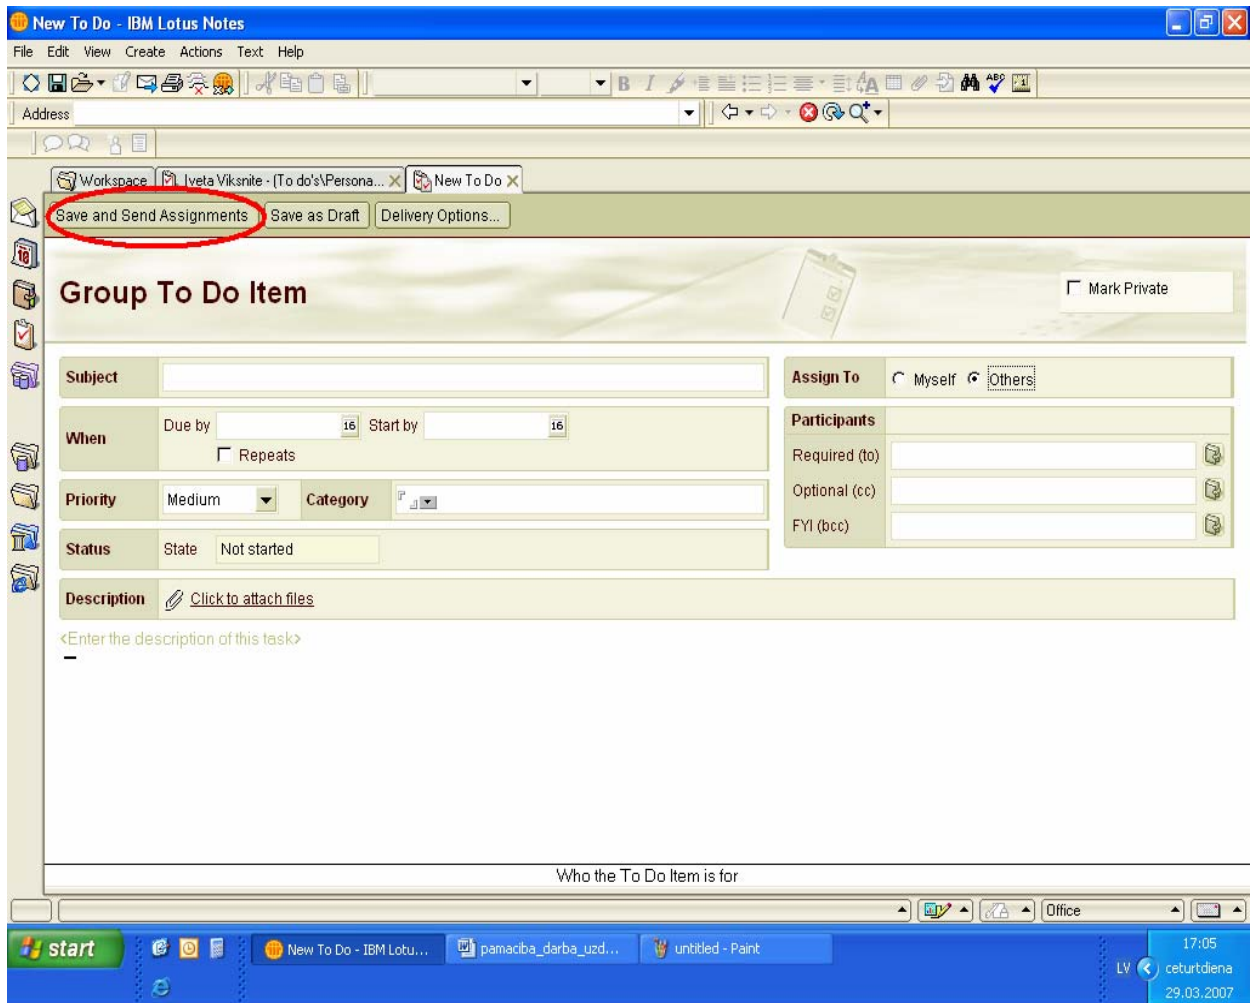 New To Do - IBM Lotus Notes
File Edit View Create Actions Text Help
Address
Workspace Iveta Viksnite - (To do's\Persona... New To Do
Save and Send Assignments Save as Draft Delivery Options...
Group To Do Item
Mark Private
Subject
Assign To Myself Others
When Due by 16 Start by 16
Repeats
Participants
Required (to)
Optional (cc)
FYI (bcc)
Priority Medium Category
Status State Not started
Description Click to attach files
<Enter the description of this task>
Who the To Do Item is for
Office
start New To Do - IBM Lotu... pamaciba_darba_uzd... untitled - Paint
LV
17:05
ceturtdiena
29.03.2007